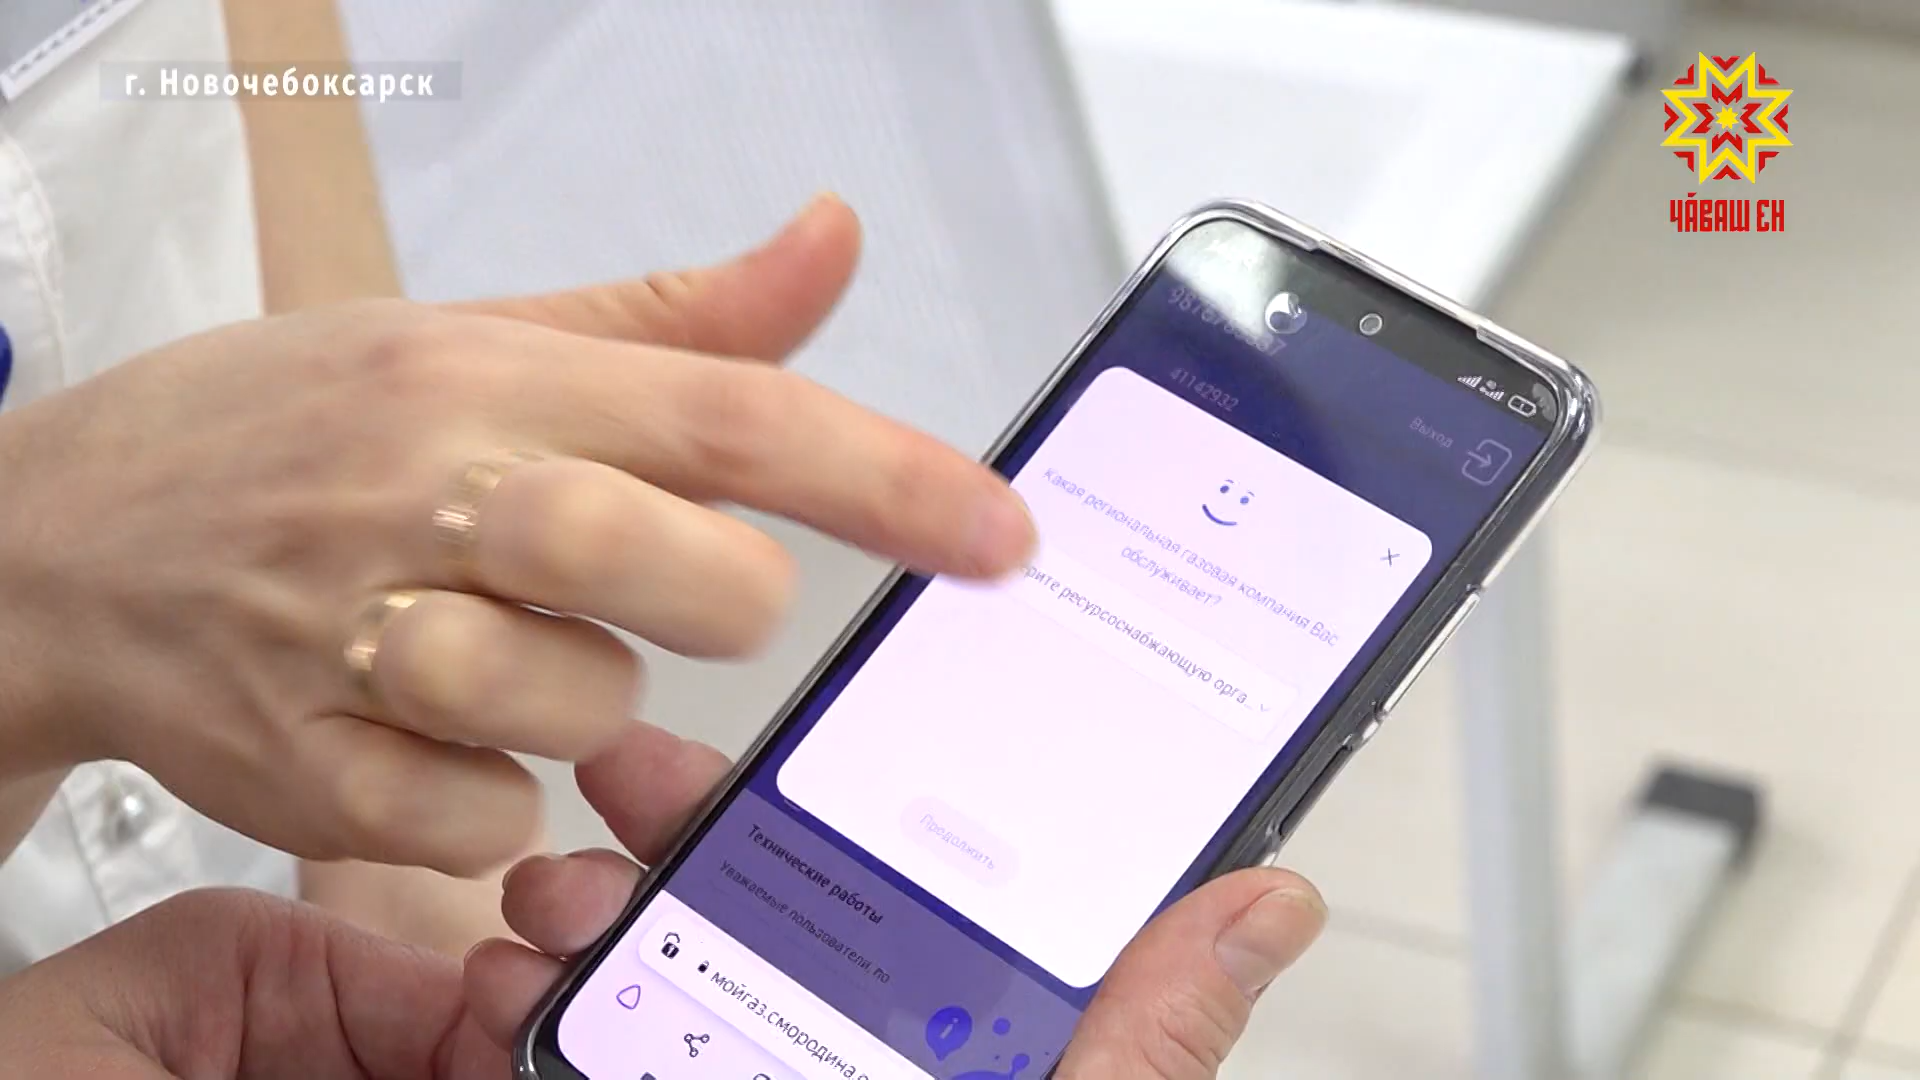 г. Новочебоксарск
ЧӐВАШ ЕН
41142932
Выход
Какая региональная газовая компания Вас
обслуживает?
ресурсоснабжающую орга...
Продолжить
Технические работы
Уважаемые пользователи, по
мойгаз.смородина.